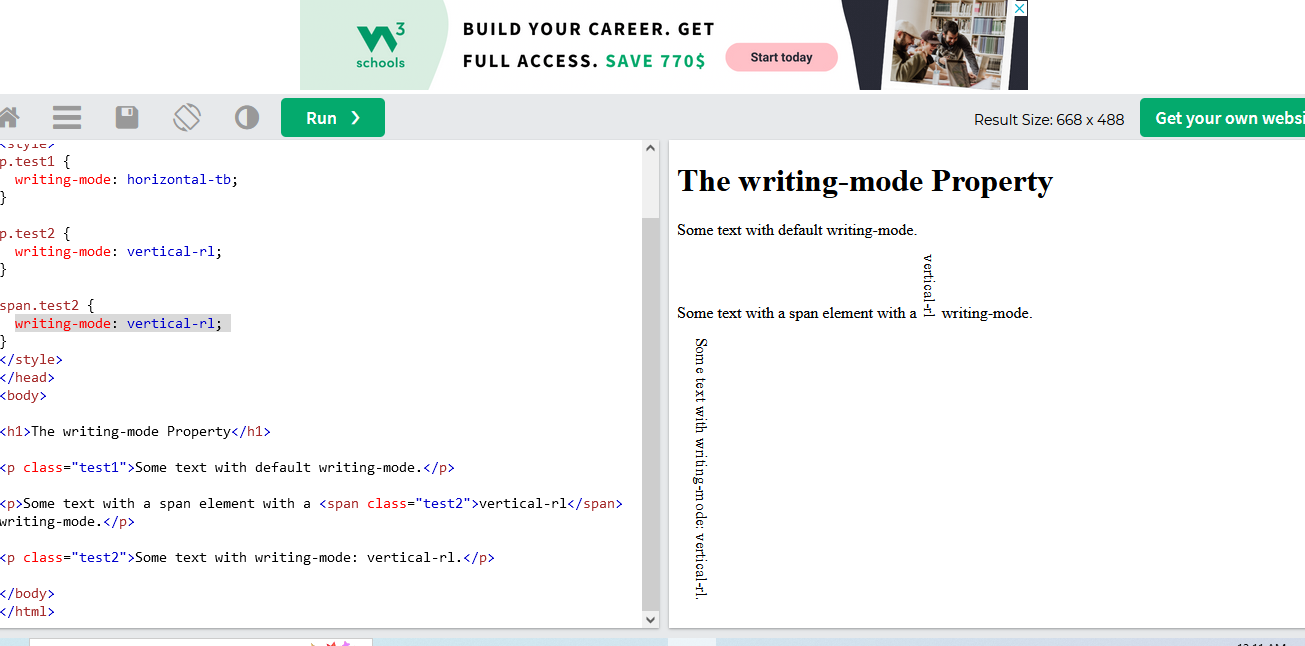 W3
schools
BUILD YOUR CAREER. GET
FULL ACCESS. SAVE 770$
Start today
Run ❯
Result Size: 668 x 488
Get your own websi
<style>
p.test1 {
  writing-mode: horizontal-tb;
}
p.test2 {
  writing-mode: vertical-rl;
}
span.test2 {
  writing-mode: vertical-rl;
}
</style>
</head>
<body>
<h1>The writing-mode Property</h1>
<p class="test1">Some text with default writing-mode.</p>
<p>Some text with a span element with a <span class="test2">vertical-rl</span>
writing-mode.</p>
<p class="test2">Some text with writing-mode: vertical-rl.</p>
</body>
</html>
The writing-mode Property
Some text with default writing-mode.
Some text with a span element with a vertical-rl writing-mode.
Some text with writing-mode: vertical-rl.